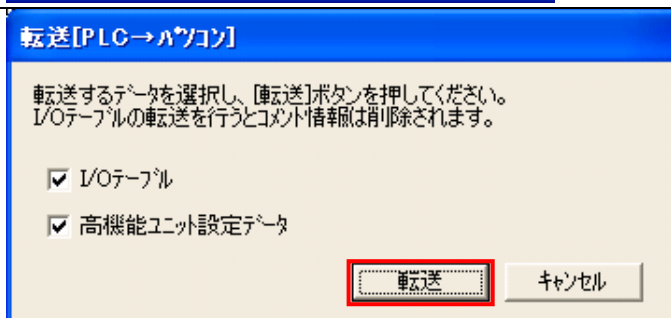 転送[PLC→パソコン]
転送するデータを選択し、[転送]ボタンを押してください。
I/Oテーブルの転送を行うとコメント情報は削除されます。
I/Oテーブル
高機能ユニット設定データ
転送
キャンセル